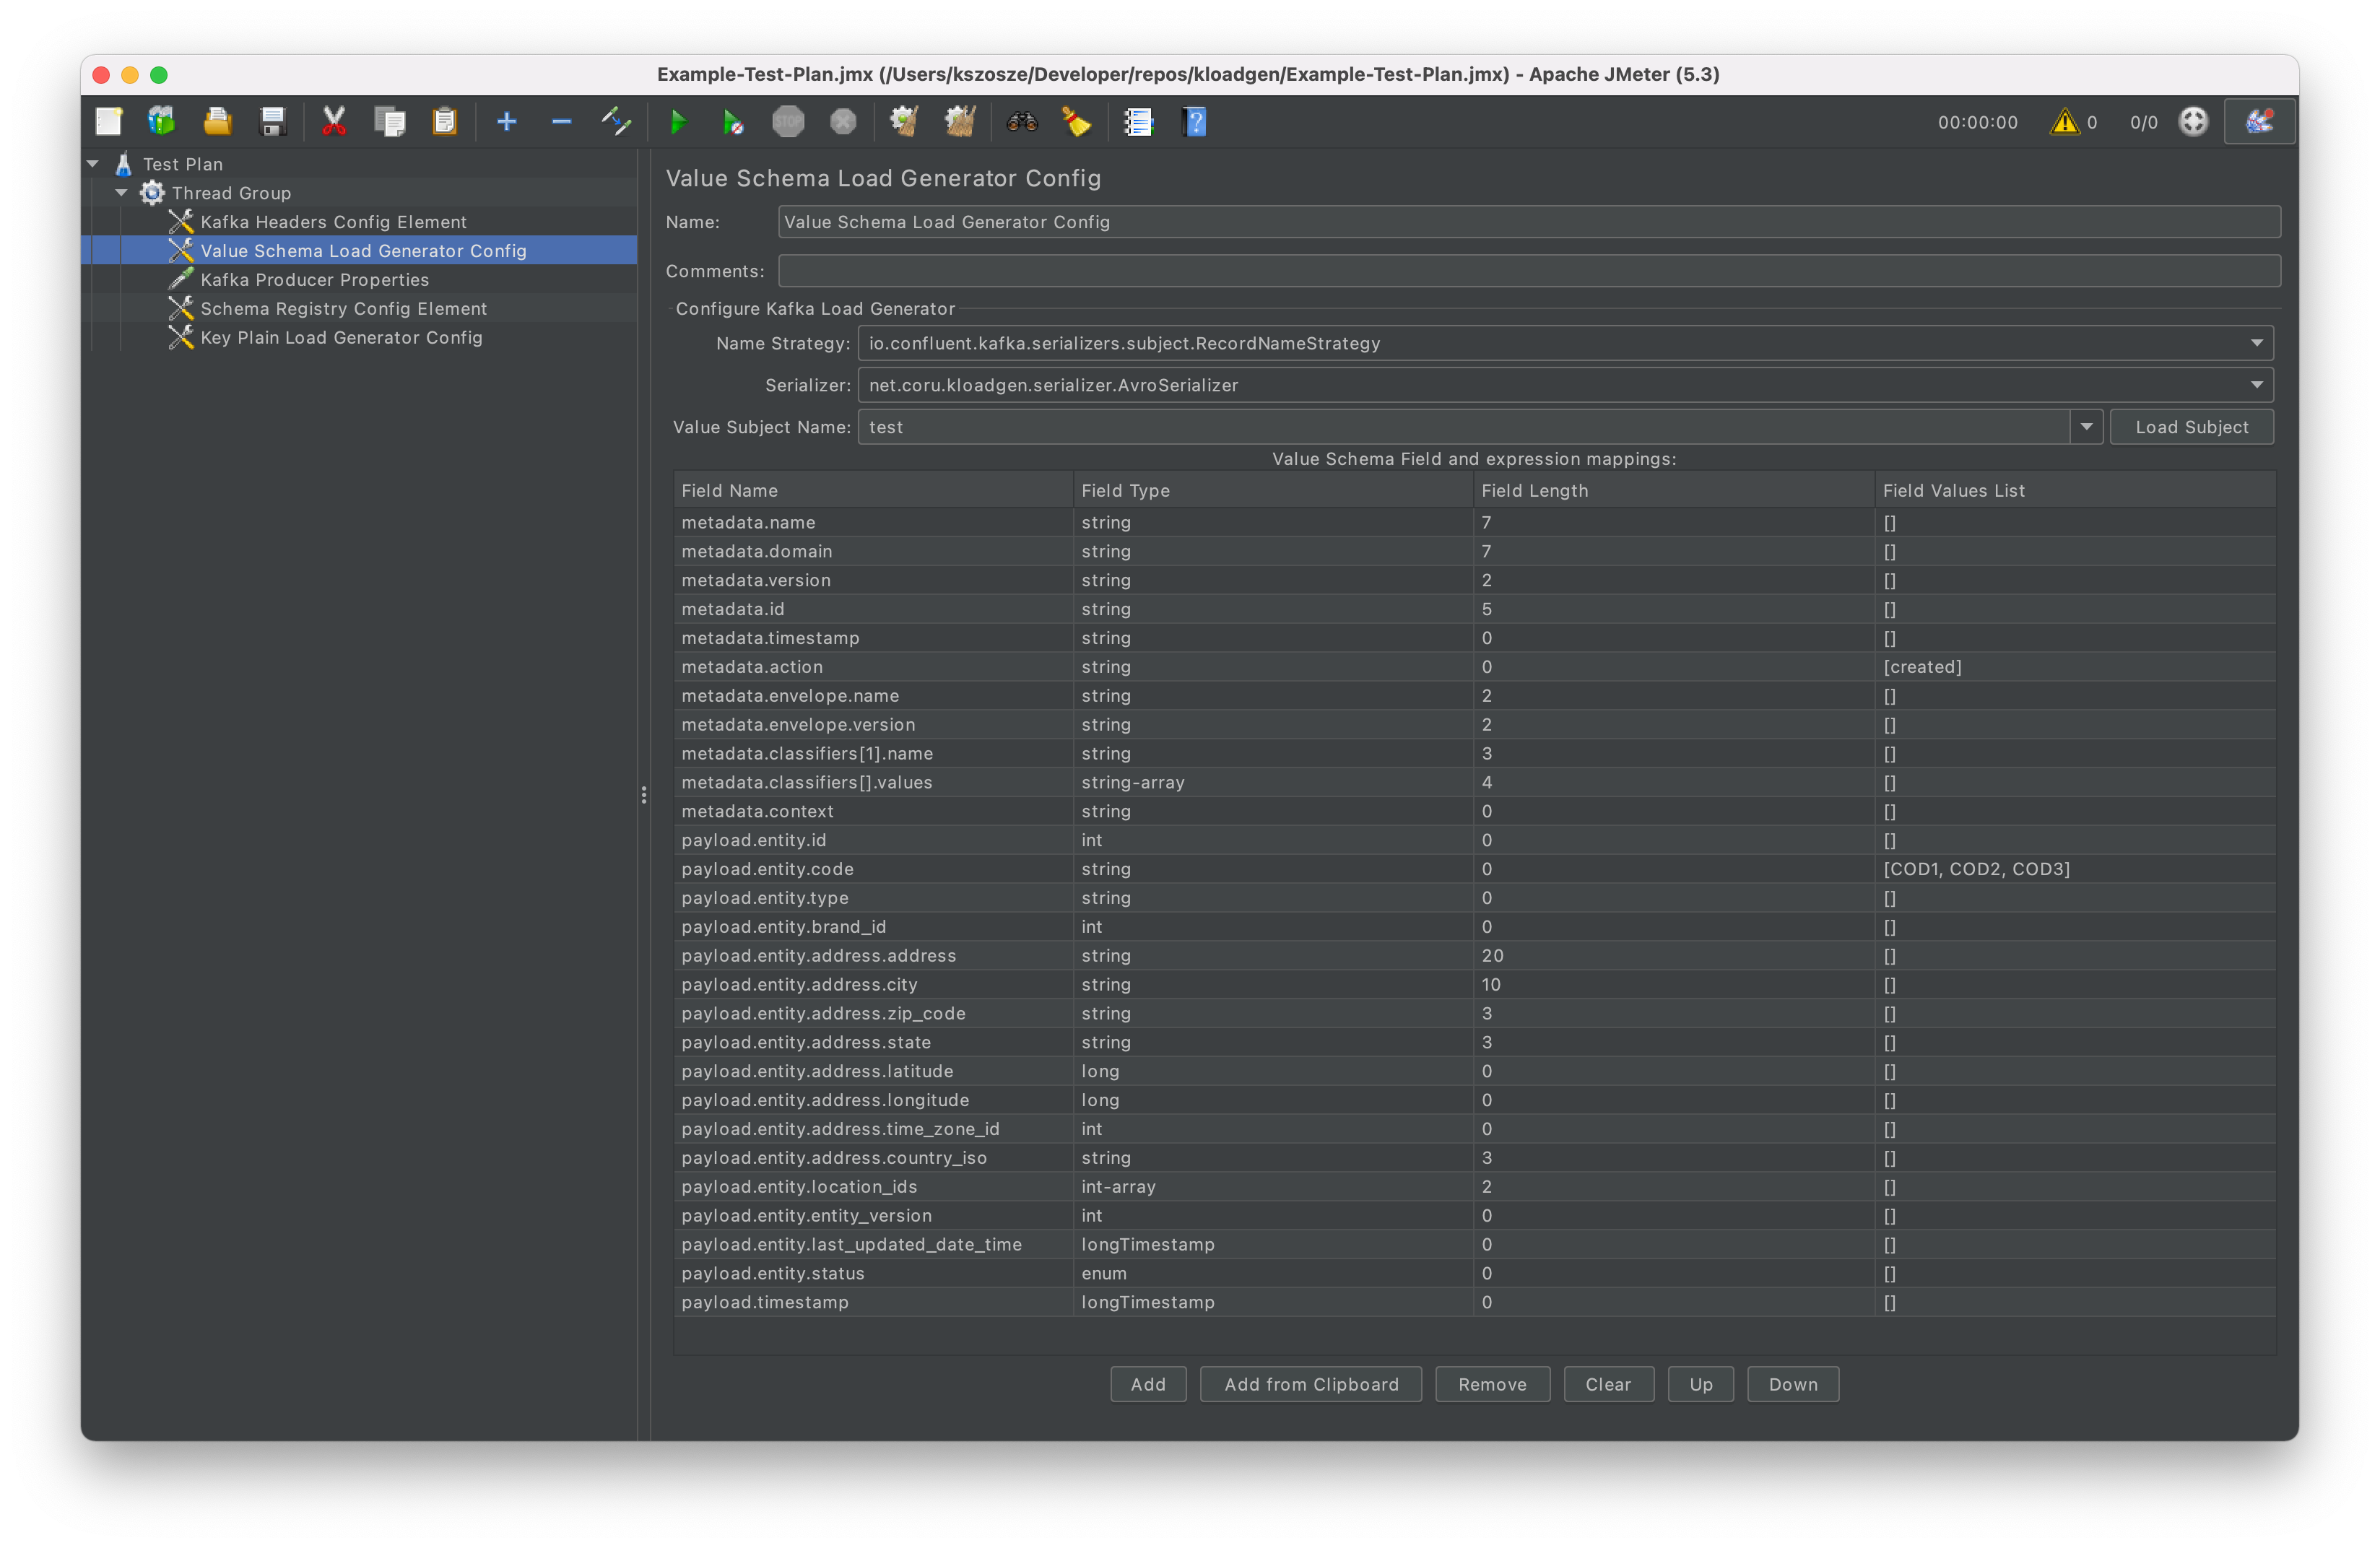 Example-Test-Plan.jmx (/Users/kszosze/Developer/repos/kloadgen/Example-Test-Plan.jmx) - Apache JMeter (5.3)
STOP
00:00:00 0 0/0
Test Plan
Thread Group
Kafka Headers Config Element
Value Schema Load Generator Config
Kafka Producer Properties
Schema Registry Config Element
Key Plain Load Generator Config
Value Schema Load Generator Config
Name: Value Schema Load Generator Config
Comments:
Configure Kafka Load Generator
Name Strategy: io.confluent.kafka.serializers.subject.RecordNameStrategy
Serializer: net.coru.kloadgen.serializer.AvroSerializer
Value Subject Name: test Load Subject
Value Schema Field and expression mappings:
Field Name Field Type Field Length Field Values List
metadata.name string 7 []
metadata.domain string 7 []
metadata.version string 2 []
metadata.id string 5 []
metadata.timestamp string 0 []
metadata.action string 0 [created]
metadata.envelope.name string 2 []
metadata.envelope.version string 2 []
metadata.classifiers[1].name string 3 []
metadata.classifiers[].values string-array 4 []
metadata.context string 0 []
payload.entity.id int 0 []
payload.entity.code string 0 [COD1, COD2, COD3]
payload.entity.type string 0 []
payload.entity.brand_id int 0 []
payload.entity.address.address string 20 []
payload.entity.address.city string 10 []
payload.entity.address.zip_code string 3 []
payload.entity.address.state string 3 []
payload.entity.address.latitude long 0 []
payload.entity.address.longitude long 0 []
payload.entity.address.time_zone_id int 0 []
payload.entity.address.country_iso string 3 []
payload.entity.location_ids int-array 2 []
payload.entity.entity_version int 0 []
payload.entity.last_updated_date_time longTimestamp 0 []
payload.entity.status enum 0 []
payload.timestamp longTimestamp 0 []
Add Add from Clipboard Remove Clear Up Down